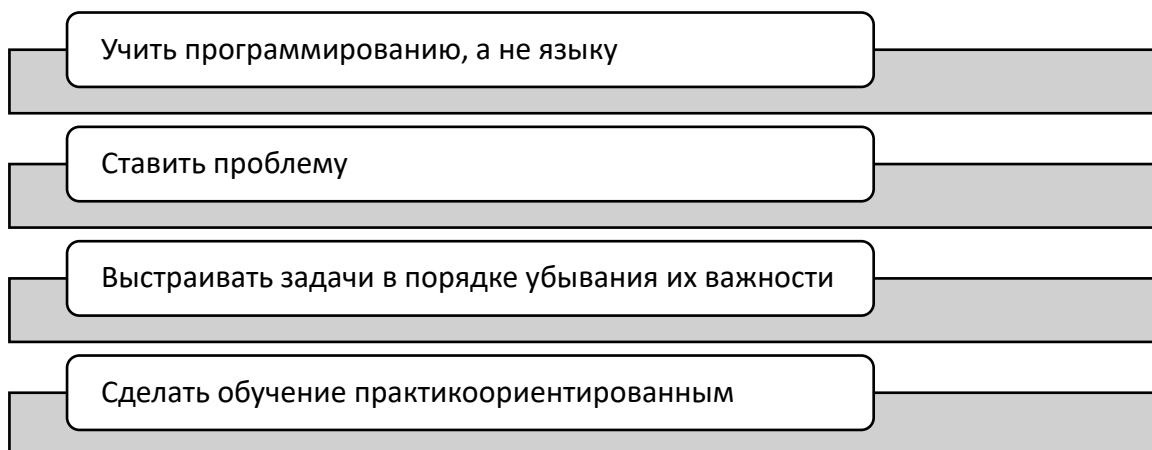 Учить программированию, а не языку
Ставить проблему
Выстраивать задачи в порядке убывания их важности
Сделать обучение практикоориентированным